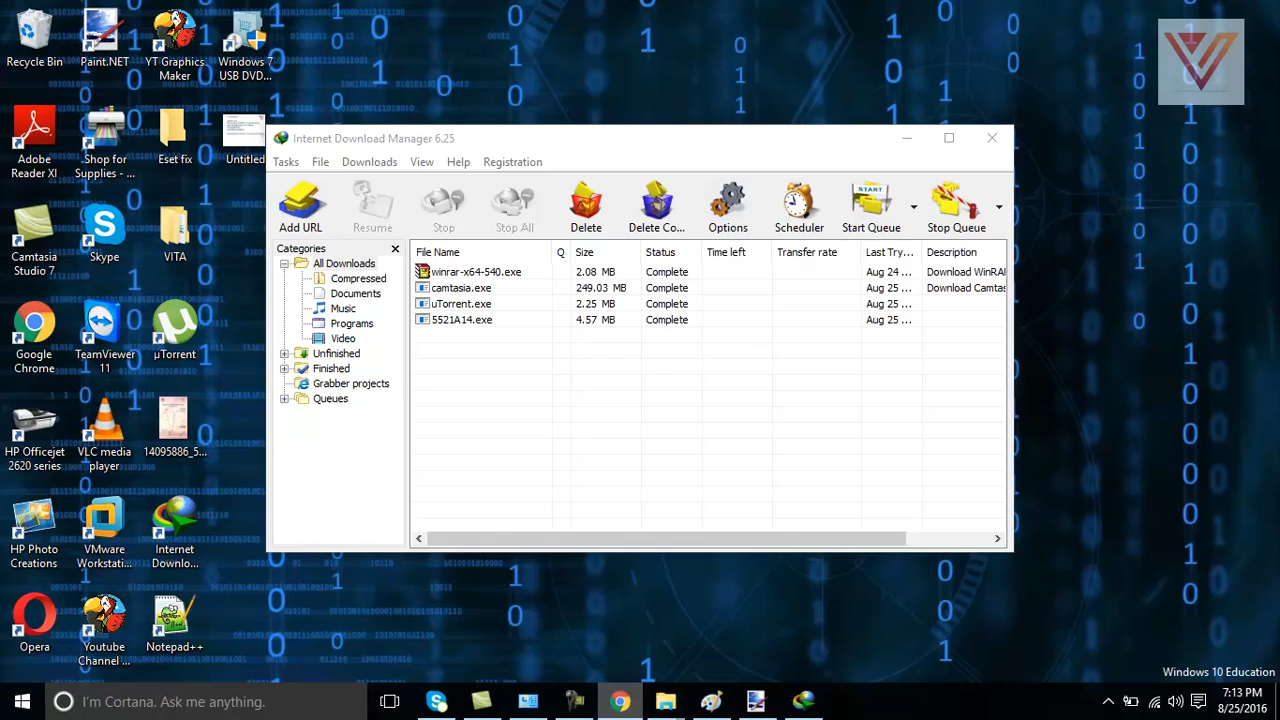 Recycle Bin
Paint.NET
YT Graphics
Maker
Windows 7
USB DVD...
Adobe
Reader XI
Shop for
Supplies - ...
Eset fix
Untitled
Camtasia
Studio 7
Skype
VITA
Google
Chrome
TeamViewer
11
µTorrent
HP Officejet
2620 series
VLC media
player
14095886_5...
HP Photo
Creations
VMware
Workstati...
Internet
Downlo...
Opera
Youtube
Channel ...
Notepad++
Internet Download Manager 6.25
Tasks File Downloads View Help Registration
Add URL Resume Stop Stop All Delete Delete Co... Options Scheduler Start Queue Stop Queue
START
Categories
All Downloads
Compressed
Documents
Music
Programs
Video
Unfinished
Finished
Grabber projects
Queues
File Name Q Size Status Time left Transfer rate Last Try... Description
winrar-x64-540.exe 2.08 MB Complete Aug 24 ... Download WinRA
camtasia.exe 249.03 MB Complete Aug 25 ... Download Camtas
uTorrent.exe 2.25 MB Complete Aug 25 ...
5521A14.exe 4.57 MB Complete Aug 25 ...
Windows 10 Education
I'm Cortana. Ask me anything.
7:13 PM
8/25/2016